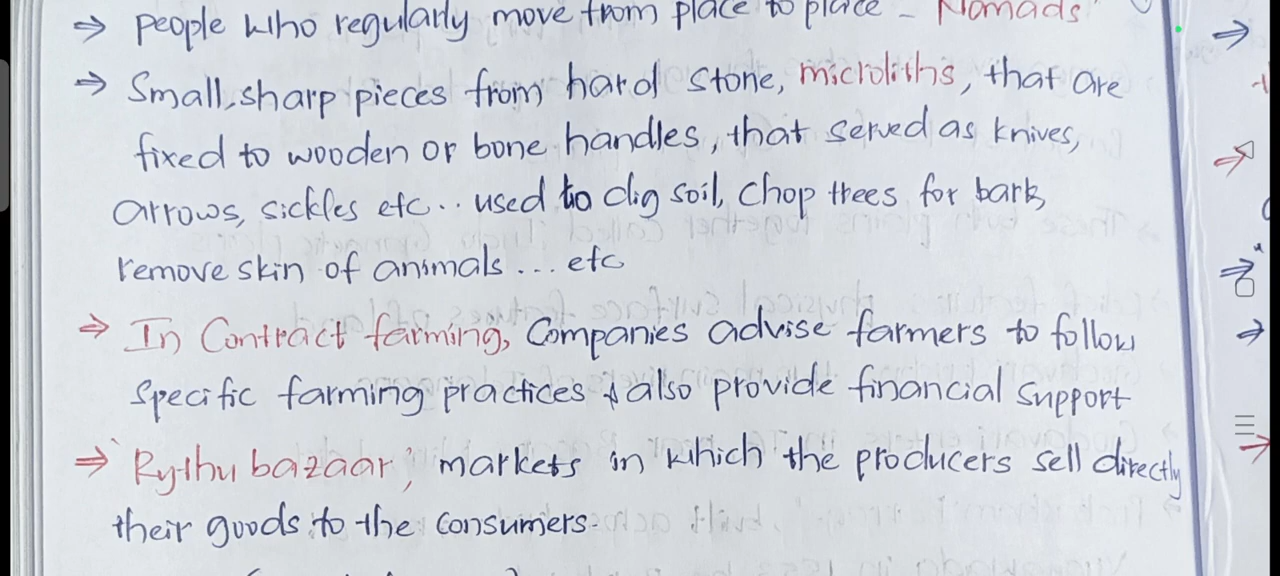 ⇒ people who regularly move from place to place - Nomads
⇒ Small, sharp pieces from hard stone, microliths, that are
fixed to wooden or bone handles, that served as knives,
arrows, sickles etc.. used to dig soil, chop trees for bark,
remove skin of animals ... etc
⇒ In Contract farming, Companies advise farmers to follow
specific farming practices & also provide financial support
⇒ 'Rythu bazaar', markets in which the producers sell directly
their goods to the consumers.